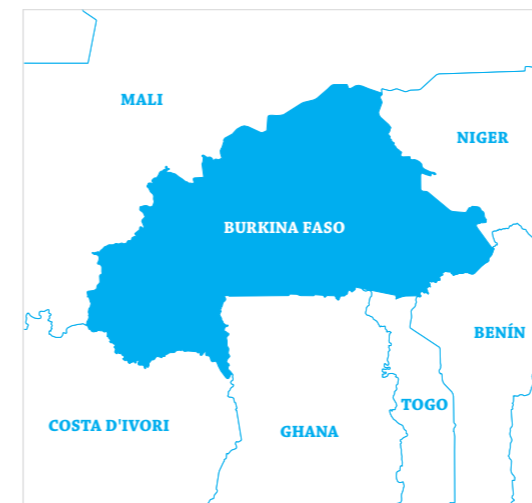 MALI
NIGER
BURKINA FASO
BENÍN
TOGO
COSTA D'IVORI
GHANA